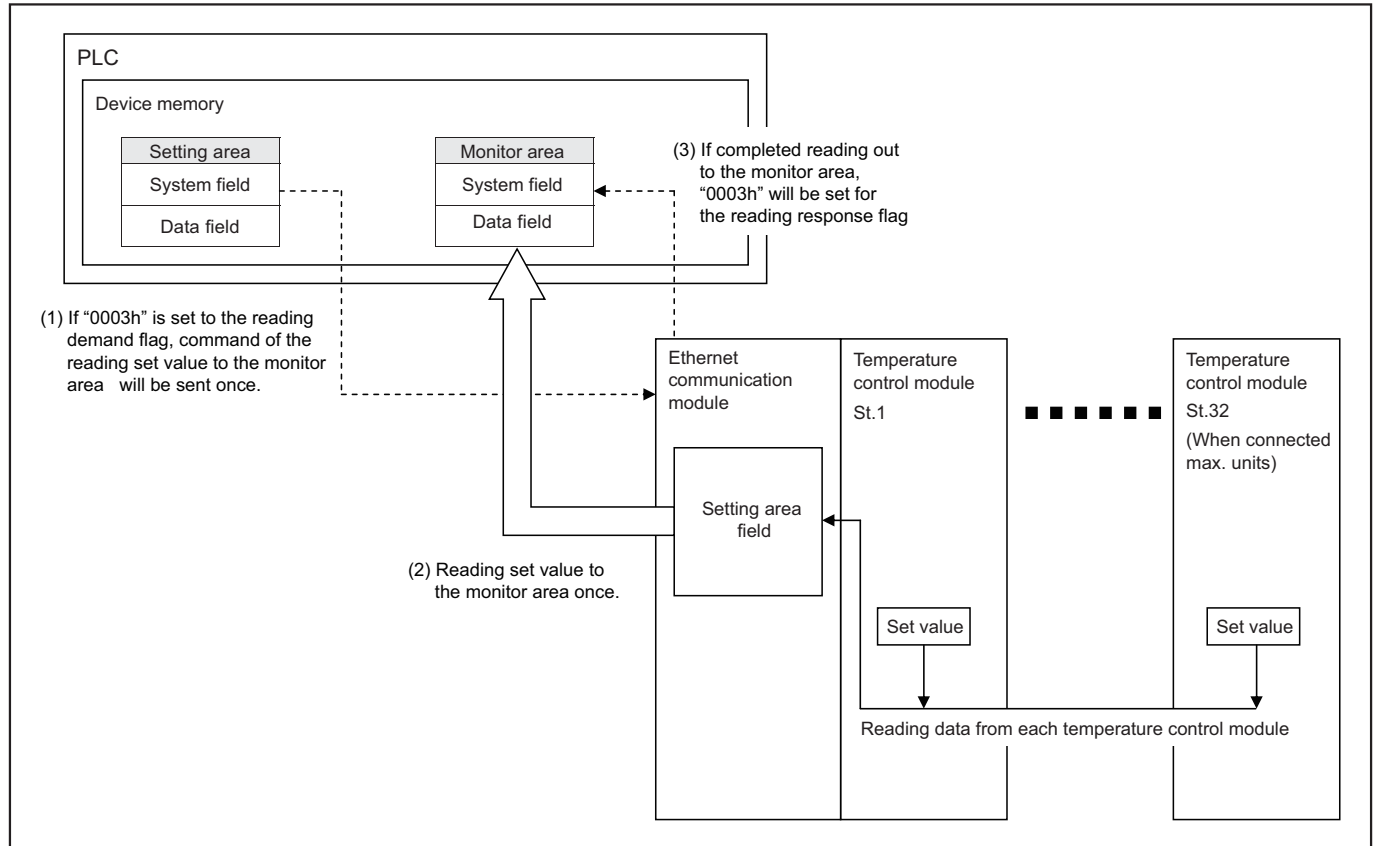 PLC
Device memory
Setting area
System field
Data field
Monitor area
System field
Data field
(3) If completed reading out
to the monitor area,
“0003h” will be set for
the reading response flag
(1) If “0003h” is set to the reading
demand flag, command of the
reading set value to the monitor
area will be sent once.
Ethernet
communication
module
Temperature
control module
St.1
Temperature
control module
St.32
(When connected
max. units)
Setting area
field
(2) Reading set value to
the monitor area once.
Set value
Set value
Reading data from each temperature control module